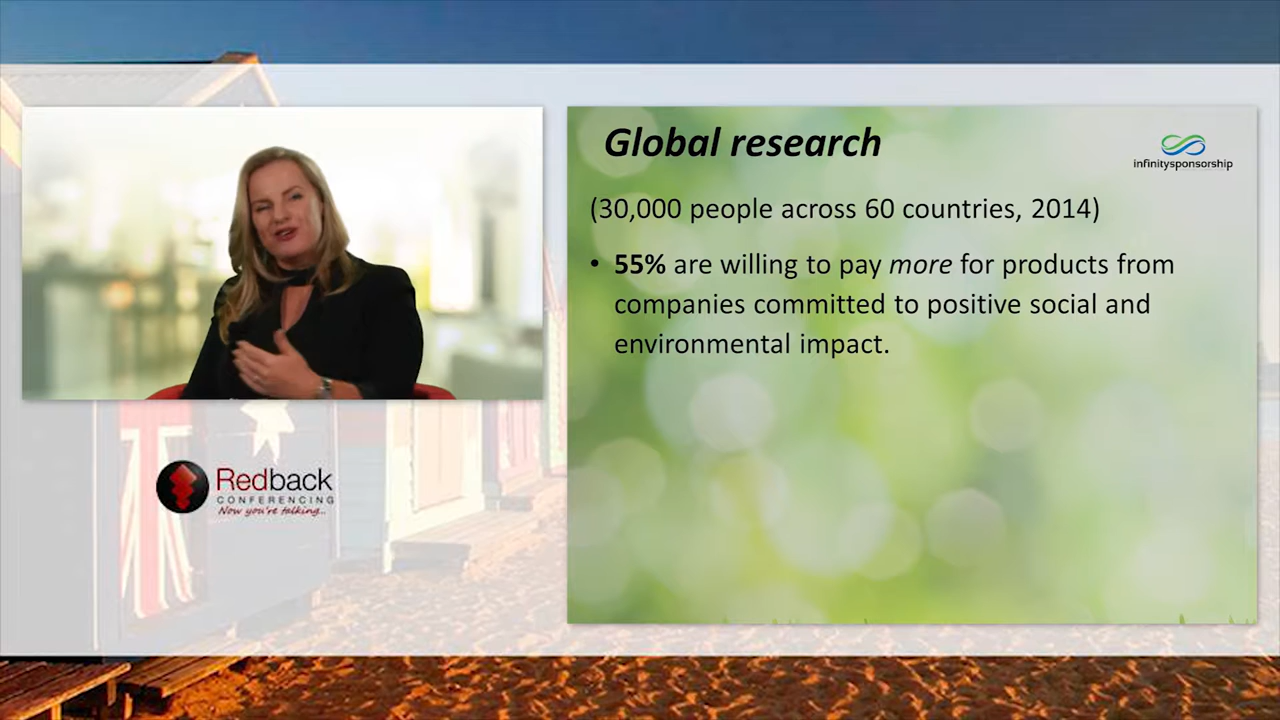 Global research
infinitysponsorship
(30,000 people across 60 countries, 2014)
• 55% are willing to pay more for products from
companies committed to positive social and
environmental impact.
Redback
CONFERENCING
Now you're talking...